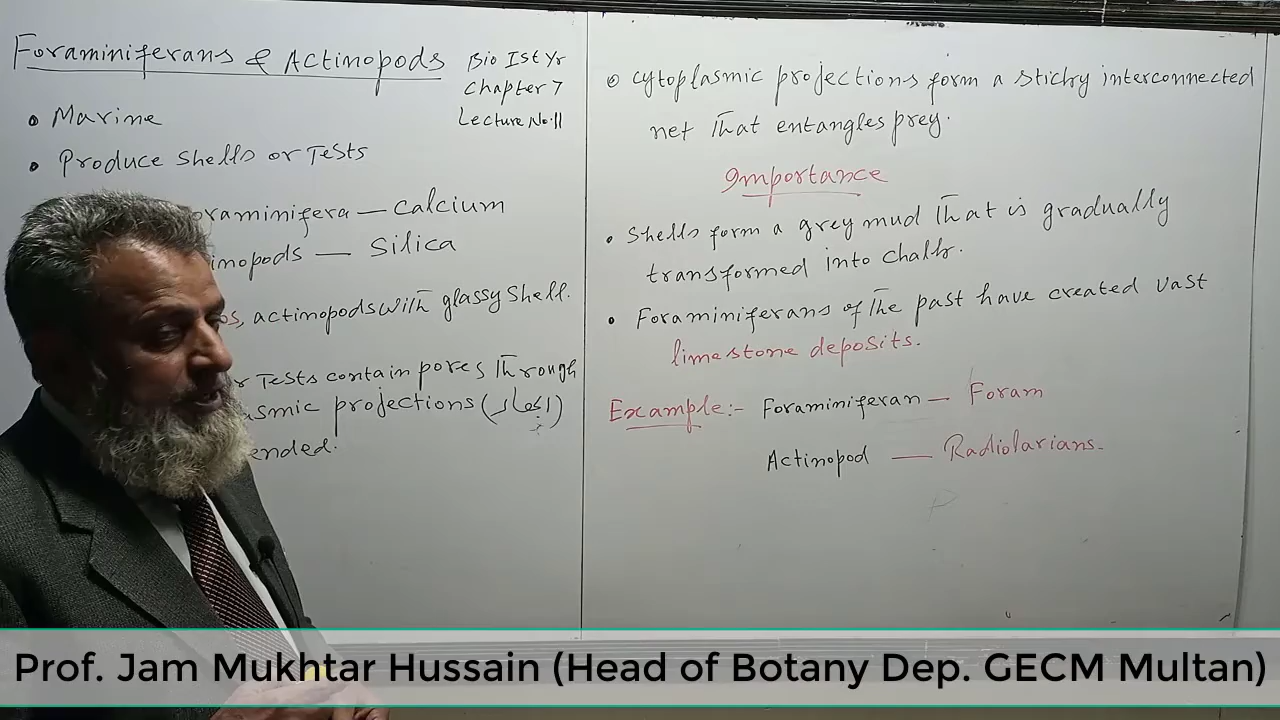 Foraminiferans & Actinopods
Bio Ist Yr
Chapter 7
Lecture No.11
• Marine
• Produce shells or Tests
oraminifera — Calcium
inopods — Silica
os, actinopods with glassy shell.
r Tests contain pores through
asmic projections (ابھار)
ended.
• Cytoplasmic projections form a sticky interconnected
net that entangles prey.
Importance
• Shells form a grey mud that is gradually
transformed into chalk.
• Foraminiferans of the past have created vast
limestone deposits.
Example:- Foraminiferan — Foram
Actinopod — Radiolarians.
Prof. Jam Mukhtar Hussain (Head of Botany Dep. GECM Multan)